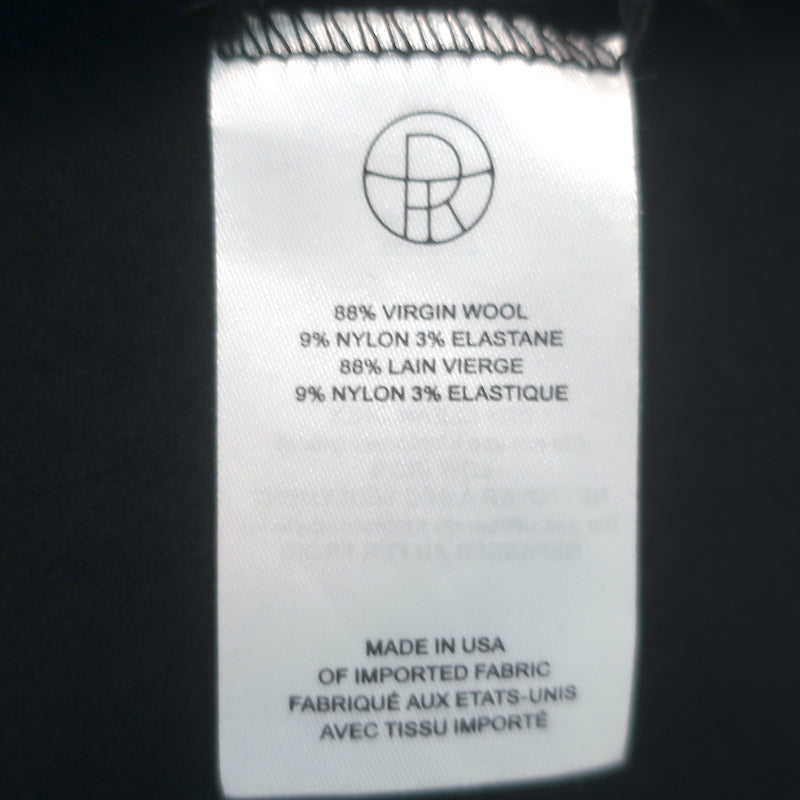 88% VIRGIN WOOL
9% NYLON 3% ELASTANE
88% LAIN VIERGE
9% NYLON 3% ELASTIQUE
MADE IN USA
OF IMPORTED FABRIC
FABRIQUÉ AUX ETATS-UNIS
AVEC TISSU IMPORTÉ